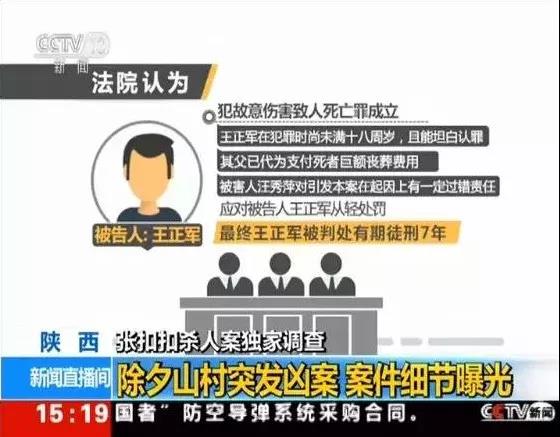 CCTV 13
新闻
法院认为
犯故意伤害致人死亡罪成立
王正军在犯罪时尚未满十八周岁，且能坦白认罪
其父已代为支付死者巨额丧葬费用
被害人汪秀萍对引发本案在起因上有一定过错责任
应对被告人王正军从轻处罚
被告人：王正军
最终王正军被判处有期徒刑7年
陕西 张扣扣杀人案独家调查
新闻直播间 除夕山村突发凶案 案件细节曝光
15:19 国者” 防空导弹系统采购合同. CCTV新闻